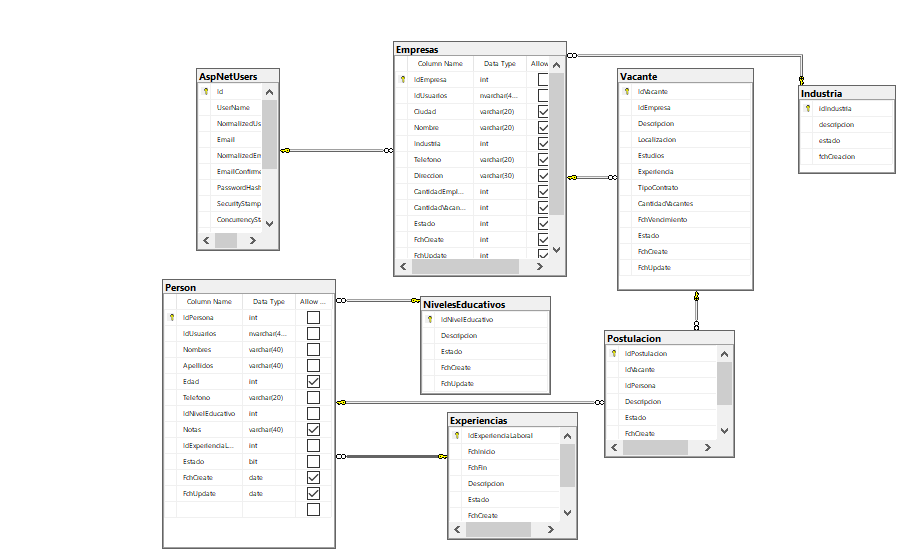 AspNetUsers
Id
UserName
NormalizedUs
Email
NormalizedEm
EmailConfirme
PasswordHash
SecurityStamp
ConcurrencySta
Empresas
Column Name Data Type Allow
IdEmpresa int
IdUsuarios nvarchar(4...
Ciudad varchar(20)
Nombre varchar(20)
Industria int
Telefono varchar(20)
Direccion varchar(30)
CantidadEmpl... int
CantidadVacan... int
Estado int
FchCreate int
FchUpdate int
Vacante
IdVacante
IdEmpresa
Descripcion
Localizacion
Estudios
Experiencia
TipoContrato
CantidadVacantes
FchVendimiento
Estado
FchCreate
FchUpdate
Industria
IdIndustria
descripcion
estado
fchCreacion
Person
Column Name Data Type Allow ...
IdPersona int
IdUsuarios nvarchar(4...
Nombres varchar(40)
Apellidos varchar(40)
Edad int
Telefono varchar(20)
IdNivelEducativo int
Notas varchar(40)
IdExperienciaL... int
Estado bit
FchCreate date
FchUpdate date
NivelesEducativos
IdNivelEducativo
Descripcion
Estado
FchCreate
FchUpdate
Postulacion
IdPostulacion
IdVacante
IdPersona
Descripcion
Estado
FchCreate
Experiencias
IdExperienciaLaboral
FchInicio
FchFin
Descripcion
Estado
FchCreate